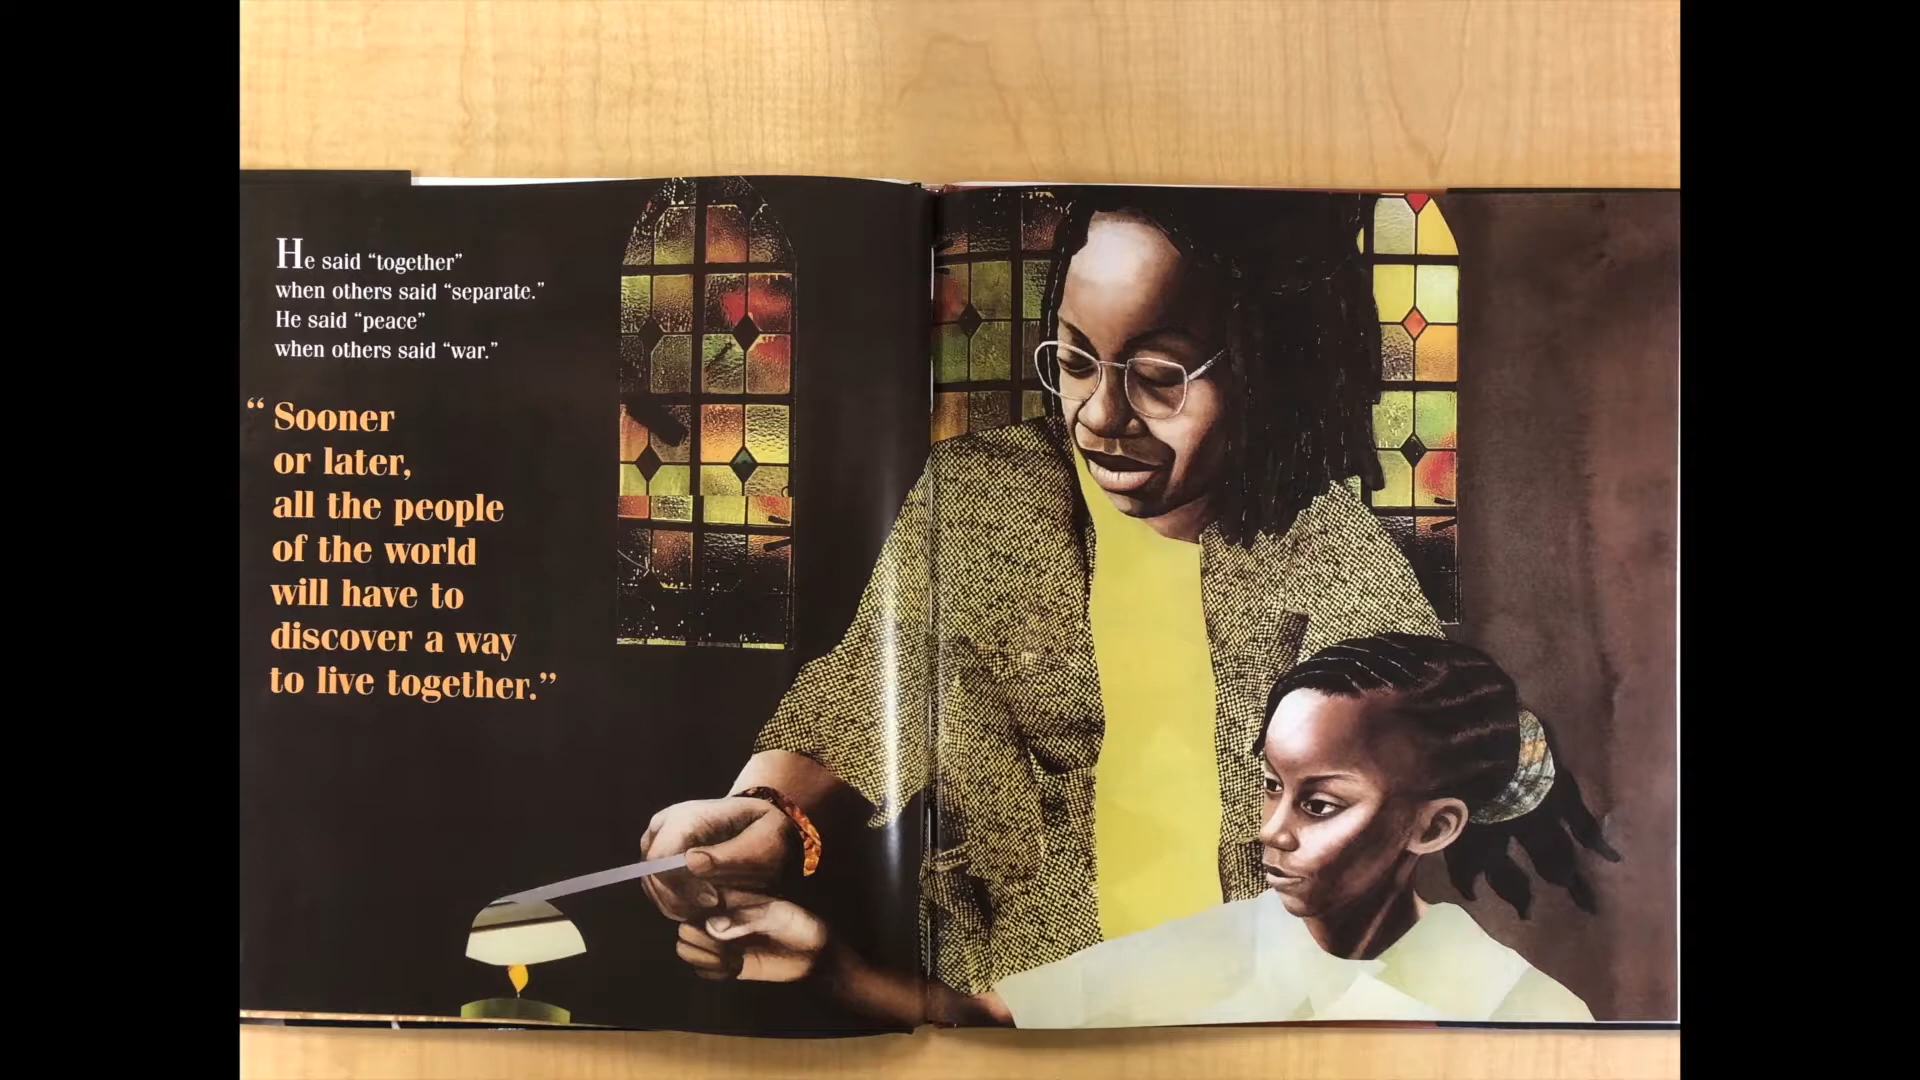 He said “together”
when others said “separate.”
He said “peace”
when others said “war.”
“Sooner
or later,
all the people
of the world
will have to
discover a way
to live together.”